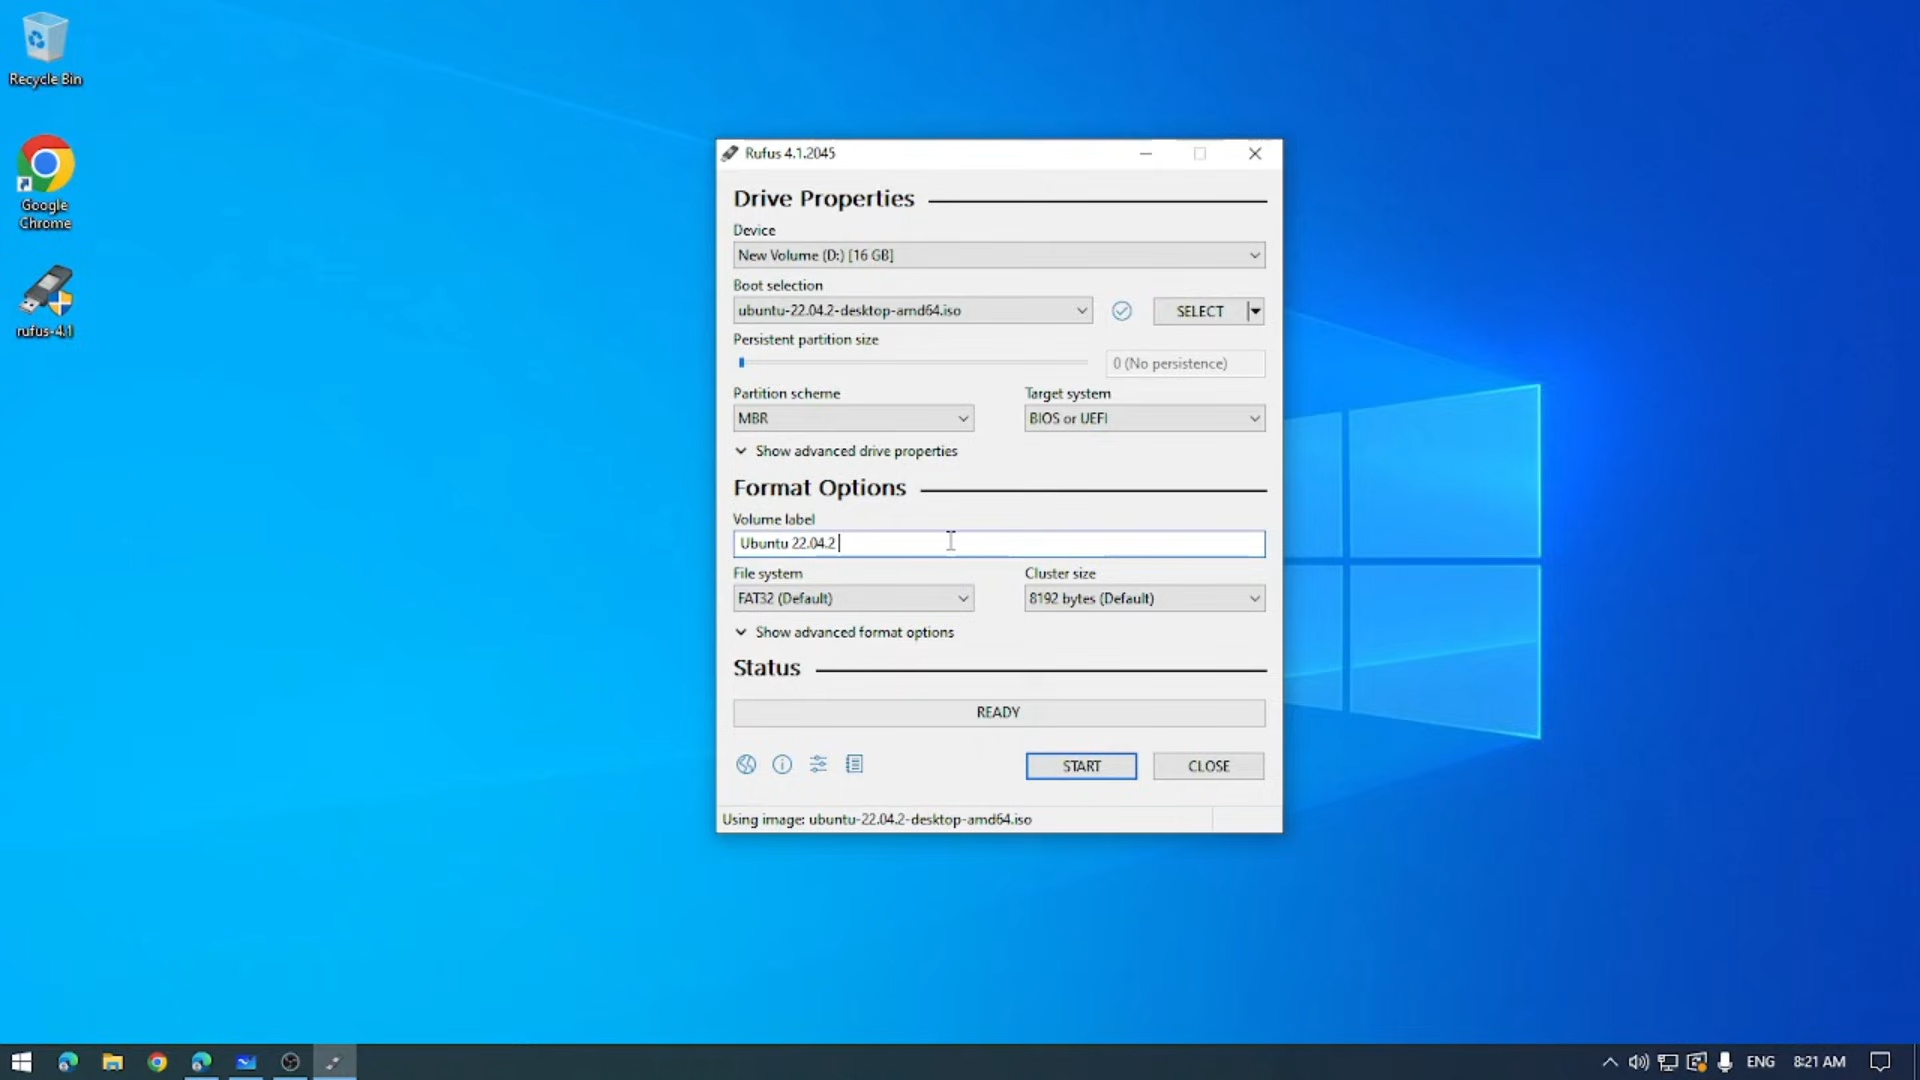 Recycle Bin
Google
Chrome
rufus-4.1
Rufus 4.1.2045
Drive Properties
Device
New Volume (D:) [16 GB]
Boot selection
ubuntu-22.04.2-desktop-amd64.iso
SELECT
Persistent partition size
0 (No persistence)
Partition scheme
Target system
MBR
BIOS or UEFI
Show advanced drive properties
Format Options
Volume label
Ubuntu 22.04.2
File system
Cluster size
FAT32 (Default)
8192 bytes (Default)
Show advanced format options
Status
READY
START
CLOSE
Using image: ubuntu-22.04.2-desktop-amd64.iso
ENG
8:21 AM